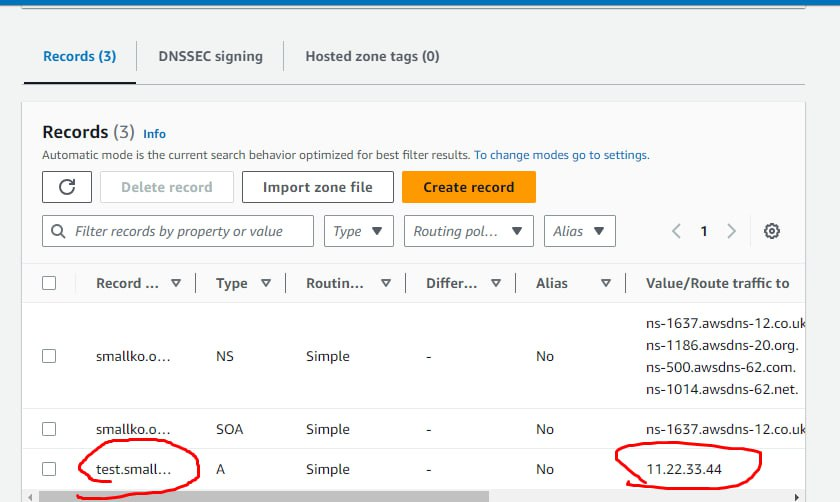 Records (3) DNSSEC signing Hosted zone tags (0)
Records (3) Info
Automatic mode is the current search behavior optimized for best filter results. To change modes go to settings.
Delete record Import zone file Create record
Filter records by property or value Type Routing pol... Alias 1
Record ... Type Routin... Differ... Alias Value/Route traffic to
smallko.o... NS Simple - No ns-1637.awsdns-12.co.uk
ns-1186.awsdns-20.org.
ns-500.awsdns-62.com.
ns-1014.awsdns-62.net.
smallko.o... SOA Simple - No ns-1637.awsdns-12.co.uk
test.small... A Simple - No 11.22.33.44